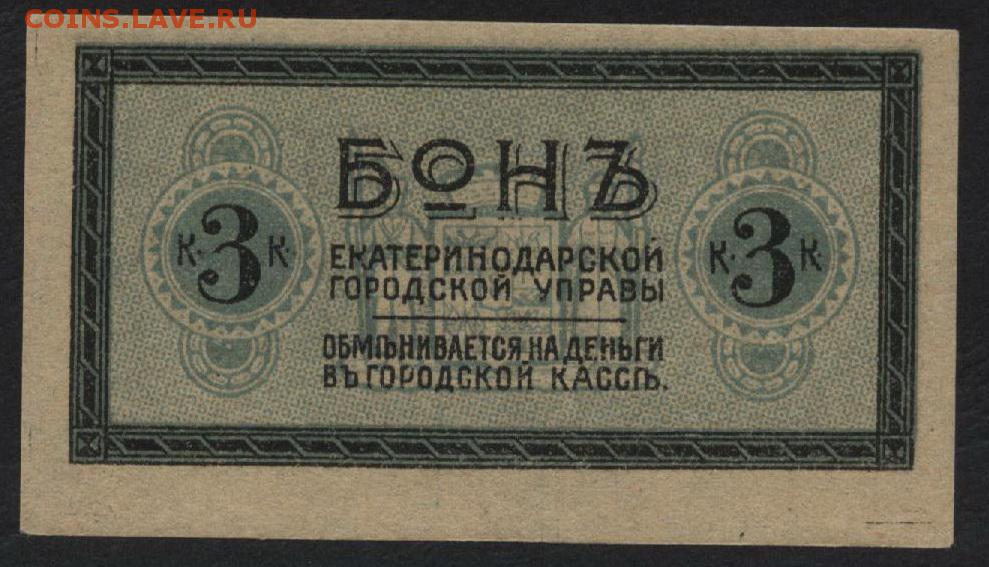 COINS.LAVE.RU
БОНЪ
К. 3 К.
К. 3 К.
ЕКАТЕРИНОДАРСКОЙ
ГОРОДСКОЙ УПРАВЫ
ОБМѢНИВАЕТСЯ НА ДЕНЬГИ
ВЪ ГОРОДСКОЙ КАССѢ.